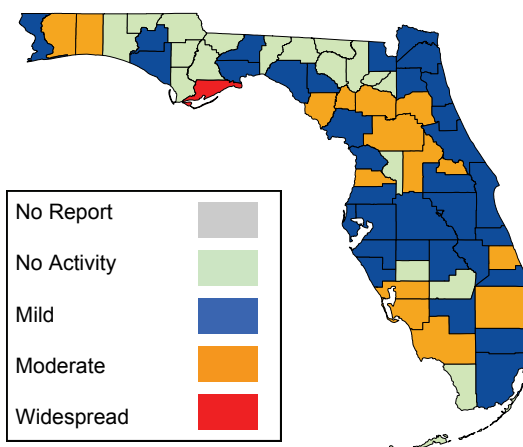 No Report
No Activity
Mild
Moderate
Widespread